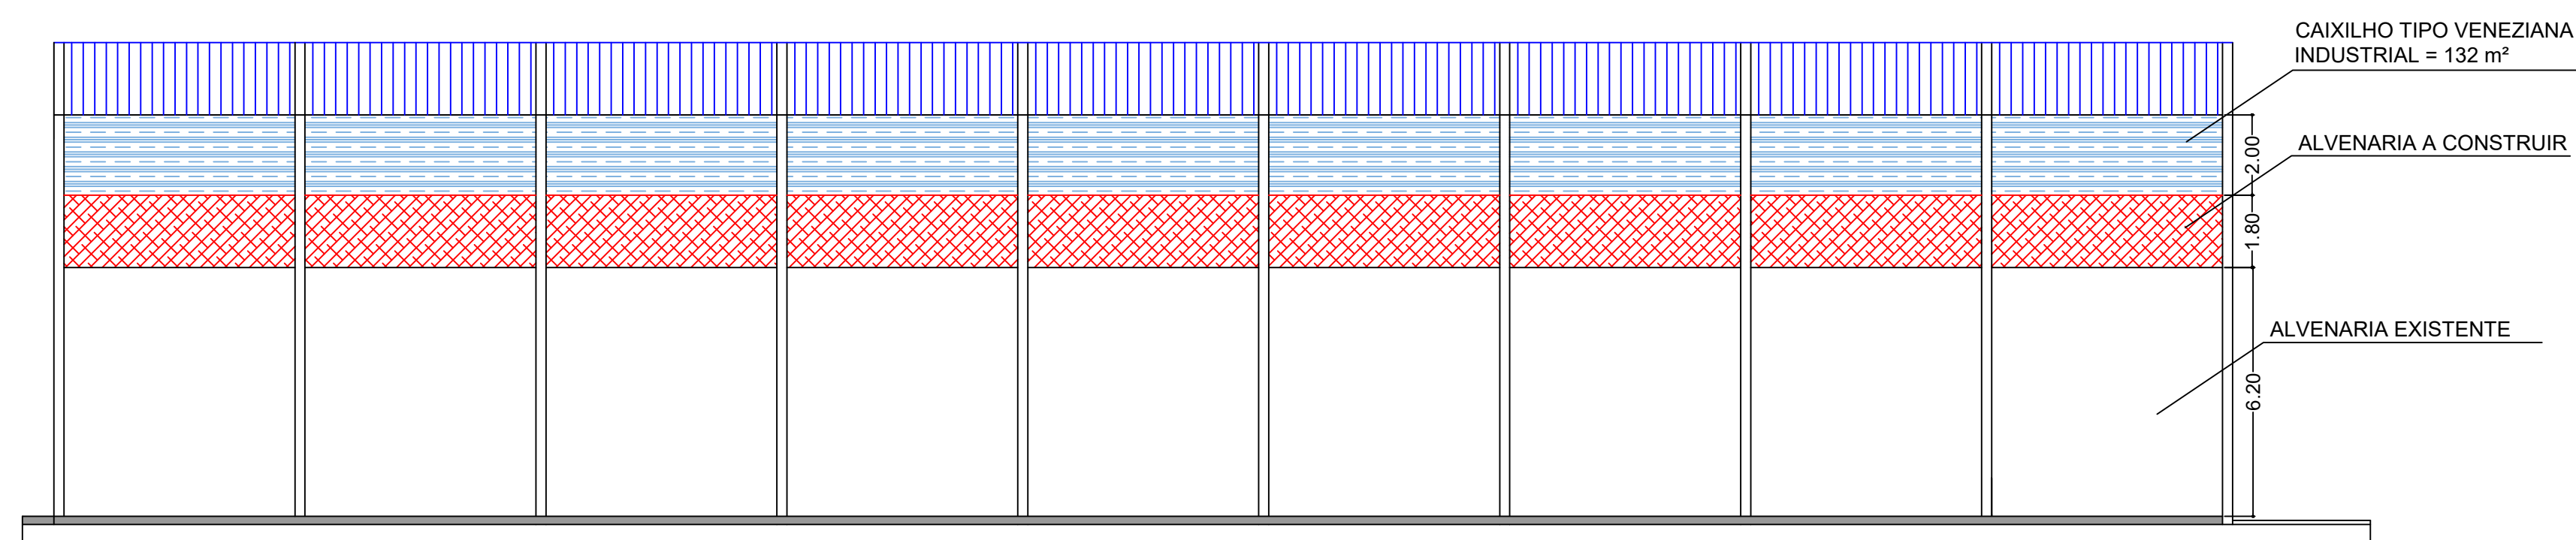 CAIXILHO TIPO VENEZIANA
INDUSTRIAL = 132 m²
ALVENARIA A CONSTRUIR
2.00
1.80
ALVENARIA EXISTENTE
6.20